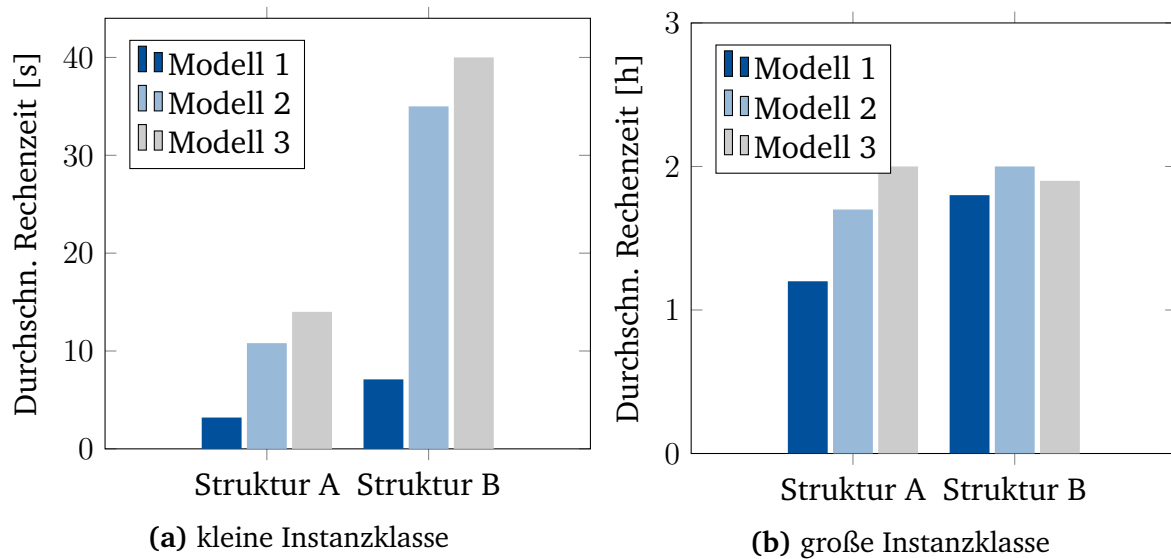 Durchschn. Rechenzeit [s]
40
30
20
10
0
Modell 1
Modell 2
Modell 3
Struktur A Struktur B
(a) kleine Instanzklasse
Durchschn. Rechenzeit [h]
3
2
1
0
Modell 1
Modell 2
Modell 3
Struktur A Struktur B
(b) große Instanzklasse